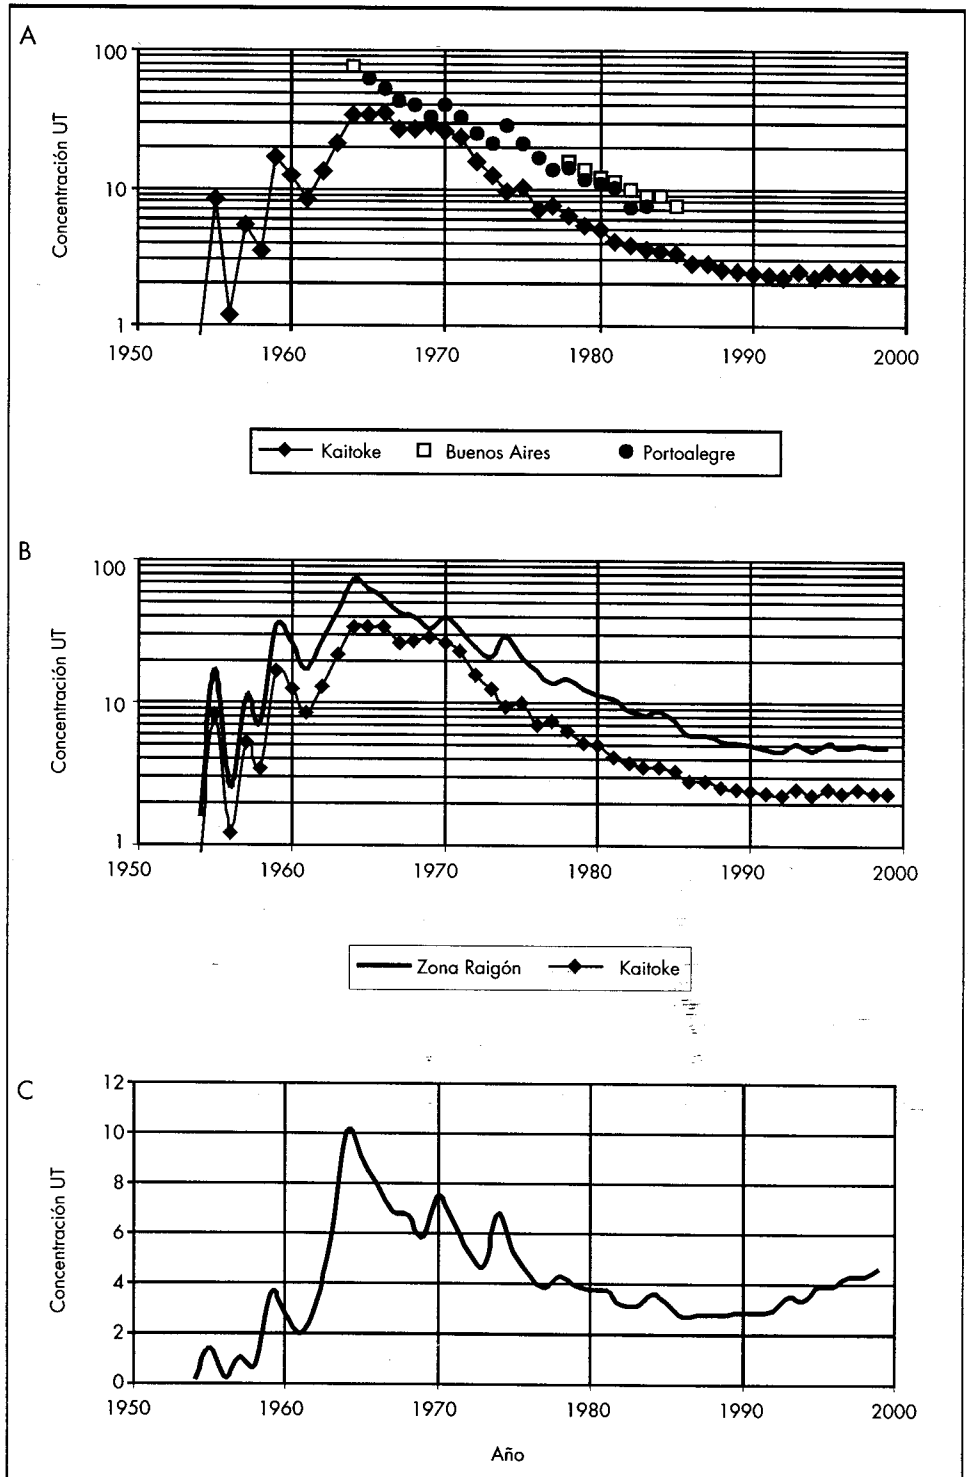 A
Concentración UT
100
10
1
1950 1960 1970 1980 1990 2000
Kaitoke Buenos Aires Portoalegre
B
Concentración UT
100
10
1
1950 1960 1970 1980 1990 2000
Zona Raigón Kaitoke
C
Concentración UT
12
10
8
6
4
2
0
1950 1960 1970 1980 1990 2000
Año